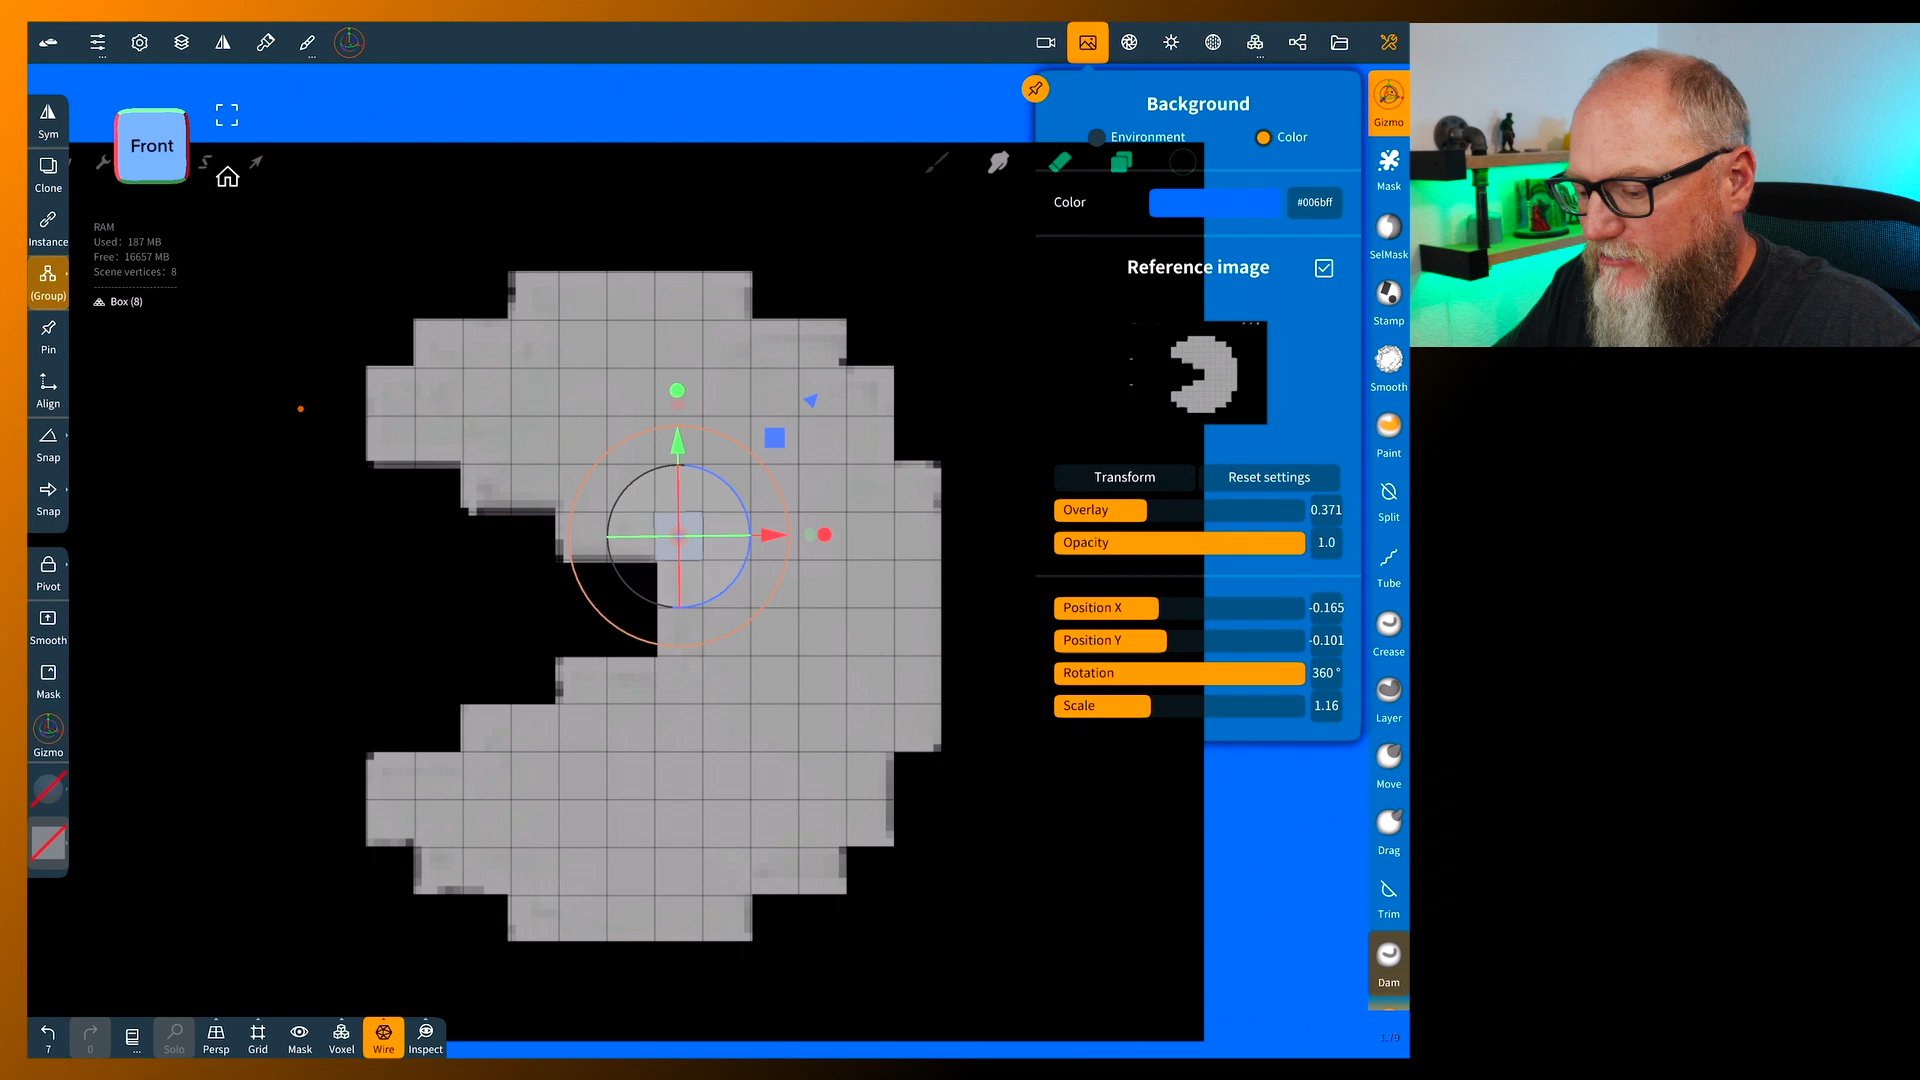 Front
Sym
Clone
Instance
(Group)
Pin
Align
Snap
Snap
Pivot
Smooth
Mask
Gizmo
RAM
Used: 187 MB
Free: 16657 MB
Scene vertices: 8
Box (8)
Background
Environment
Color
Color
#006bff
Reference image
Transform
Reset settings
Overlay
0.371
Opacity
1.0
Position X
-0.165
Position Y
-0.101
Rotation
360 °
Scale
1.16
Gizmo
Mask
SelMask
Stamp
Smooth
Paint
Split
Tube
Crease
Layer
Move
Drag
Trim
Dam
1.79
7
0
Solo
Persp
Grid
Mask
Voxel
Wire
Inspect